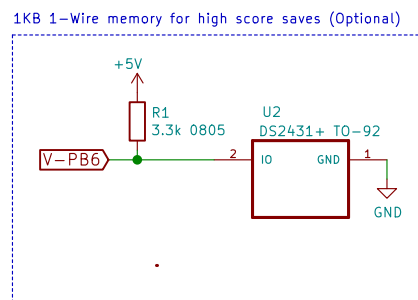 1KB 1-Wire memory for high score saves (Optional)
+5V
R1
3.3k 0805
U2
DS2431+ TO-92
V-PB6
2
IO
GND
1
GND